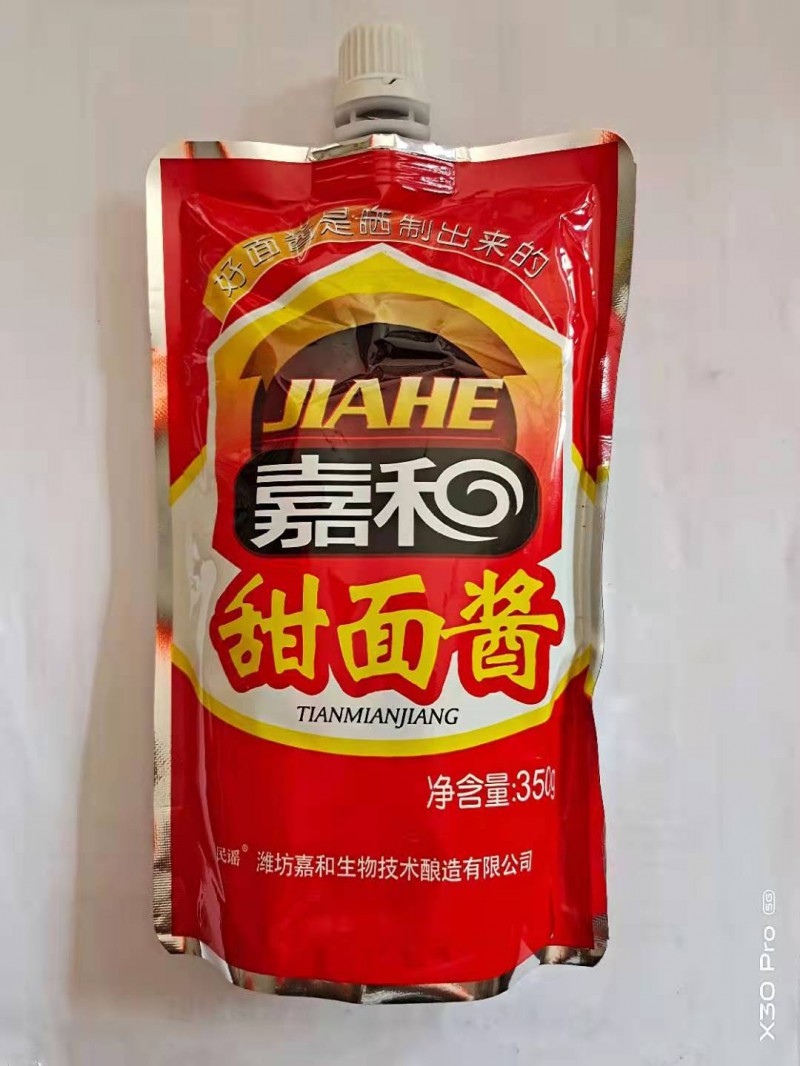 好面酱是晒制出来的
JIAHE
嘉和
甜面酱
TIANMIANJIANG
净含量:350g
民谣® 潍坊嘉和生物技术酿造有限公司
X30 Pro 5G